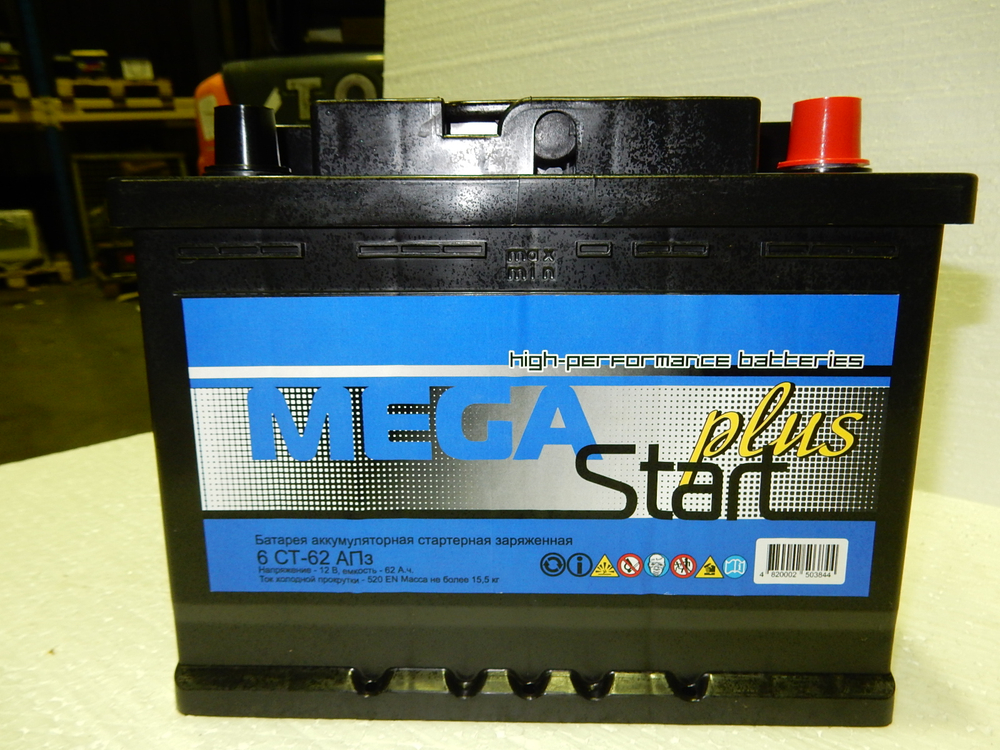 TO
max
min
high-performance batteries
MEGA
plus
Start
Батарея аккумуляторная стартерная заряженная
6 СТ-62 АПз
Напряжение - 12 В, емкость - 62 А.ч.
Ток холодной прокрутки - 520 EN Масса не более 15,5 кг
4 820002 503844